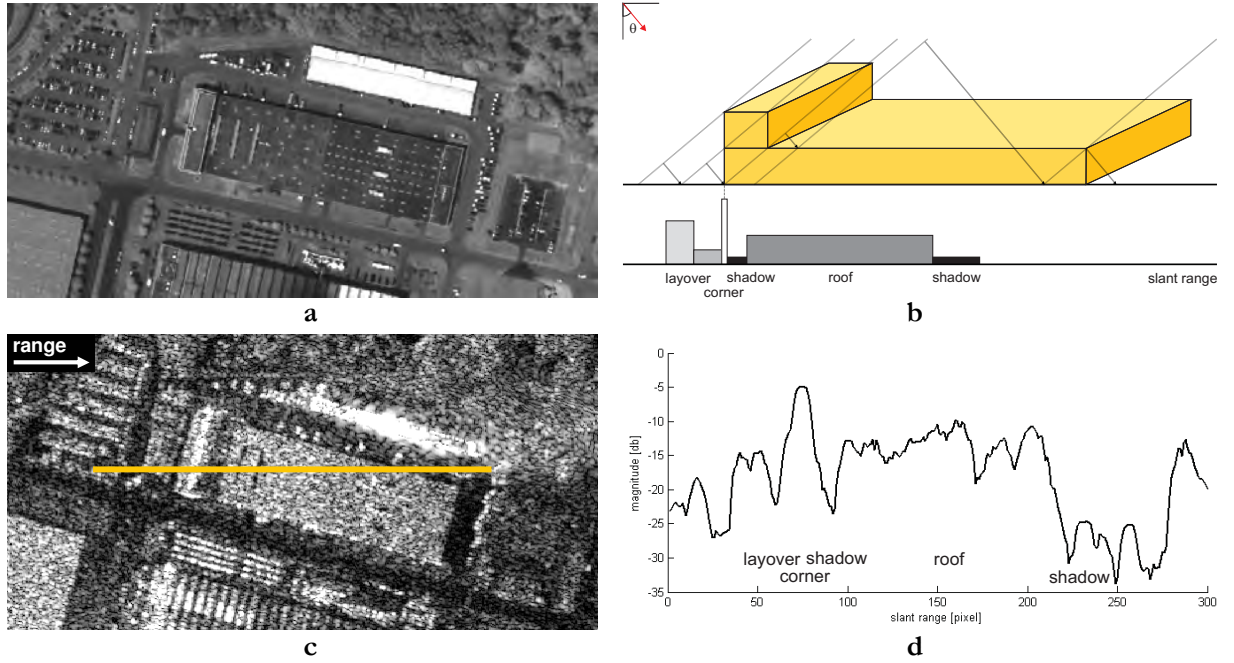 a
θ
layover
corner
shadow
roof
shadow
slant range
b
range
c
0
-5
-10
-15
-20
-25
-30
-35
magnitude [db]
layover shadow
corner
roof
shadow
0
50
100
150
200
250
300
slant range [pixel]
d